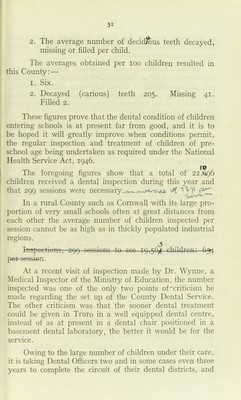 51
2. The average number of deciduous teeth decayed,
missing or filled per child.
The averages obtained per 100 children resulted in
this County:—
1. Six.
2. Decayed (carious) teeth 205. Missing 41.
Filled 2.
These figures prove that the dental condition of children
entering schools is at present far from good, and it is to
be hoped it will greatly improve when conditions permit,
the regular inspection and treatment of children of pre-
school age being undertaken as required under the National
Health Service Act, 1946.
The foregoing figures show that a total of 22,1096
children received a dental inspection during this year and
that 299 sessions were necessary
In a rural County such as Cornwall with its large pro-
portion of very small schools often at great distances from
each other the average number of children inspected per
session cannot be as high as in thickly populated industrial
regions.
Inspections, 299 sessions to see children:
per session.
At a recent visit of inspection made by Dr. Wynne, a
Medical Inspector of the Ministry of Education, the number
inspected was one of the only two points of criticism he
made regarding the set up of the County Dental Service.
The other criticism was that the sooner dental treatment
could be given in Truro in a well equipped dental centre,
instead of as at present in a dental chair positioned in a
basement dental laboratory, the better it would be for the
service.
Owing to the large number of children under their care,
it is taking Dental Officers two and in some cases even three
years to complete the circuit of their dental districts, and